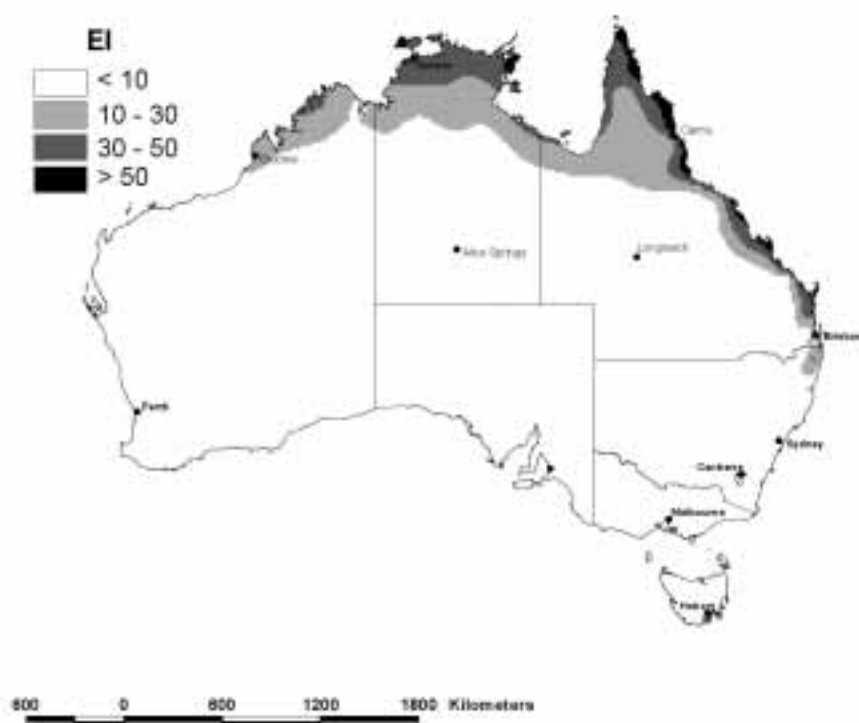 EI
< 10
10 - 30
30 - 50
> 50
Cairns
Alice Springs
Longreach
Brisbane
Perth
Sydney
Canberra
Melbourne
Hobart
600 0 600 1200 1800 Kilometers